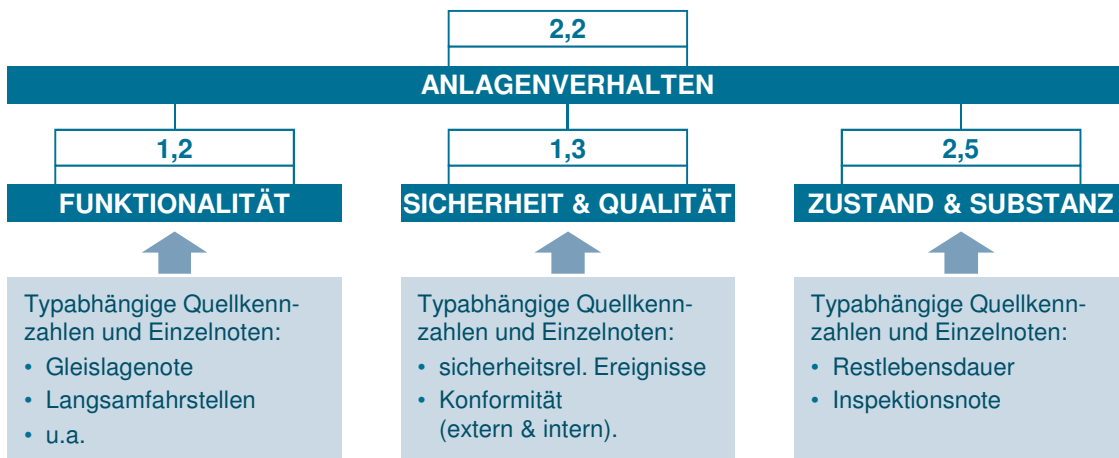 2,2
ANLAGENVERHALTEN
1,2
1,3
2,5
FUNKTIONALITÄT
SICHERHEIT & QUALITÄT
ZUSTAND & SUBSTANZ
Typabhängige Quellkenn-
zahlen und Einzelnoten:
• Gleislagenote
• Langsamfahrstellen
• u.a.
Typabhängige Quellkenn-
zahlen und Einzelnoten:
• sicherheitsrel. Ereignisse
• Konformität
(extern & intern).
Typabhängige Quellkenn-
zahlen und Einzelnoten:
• Restlebensdauer
• Inspektionsnote